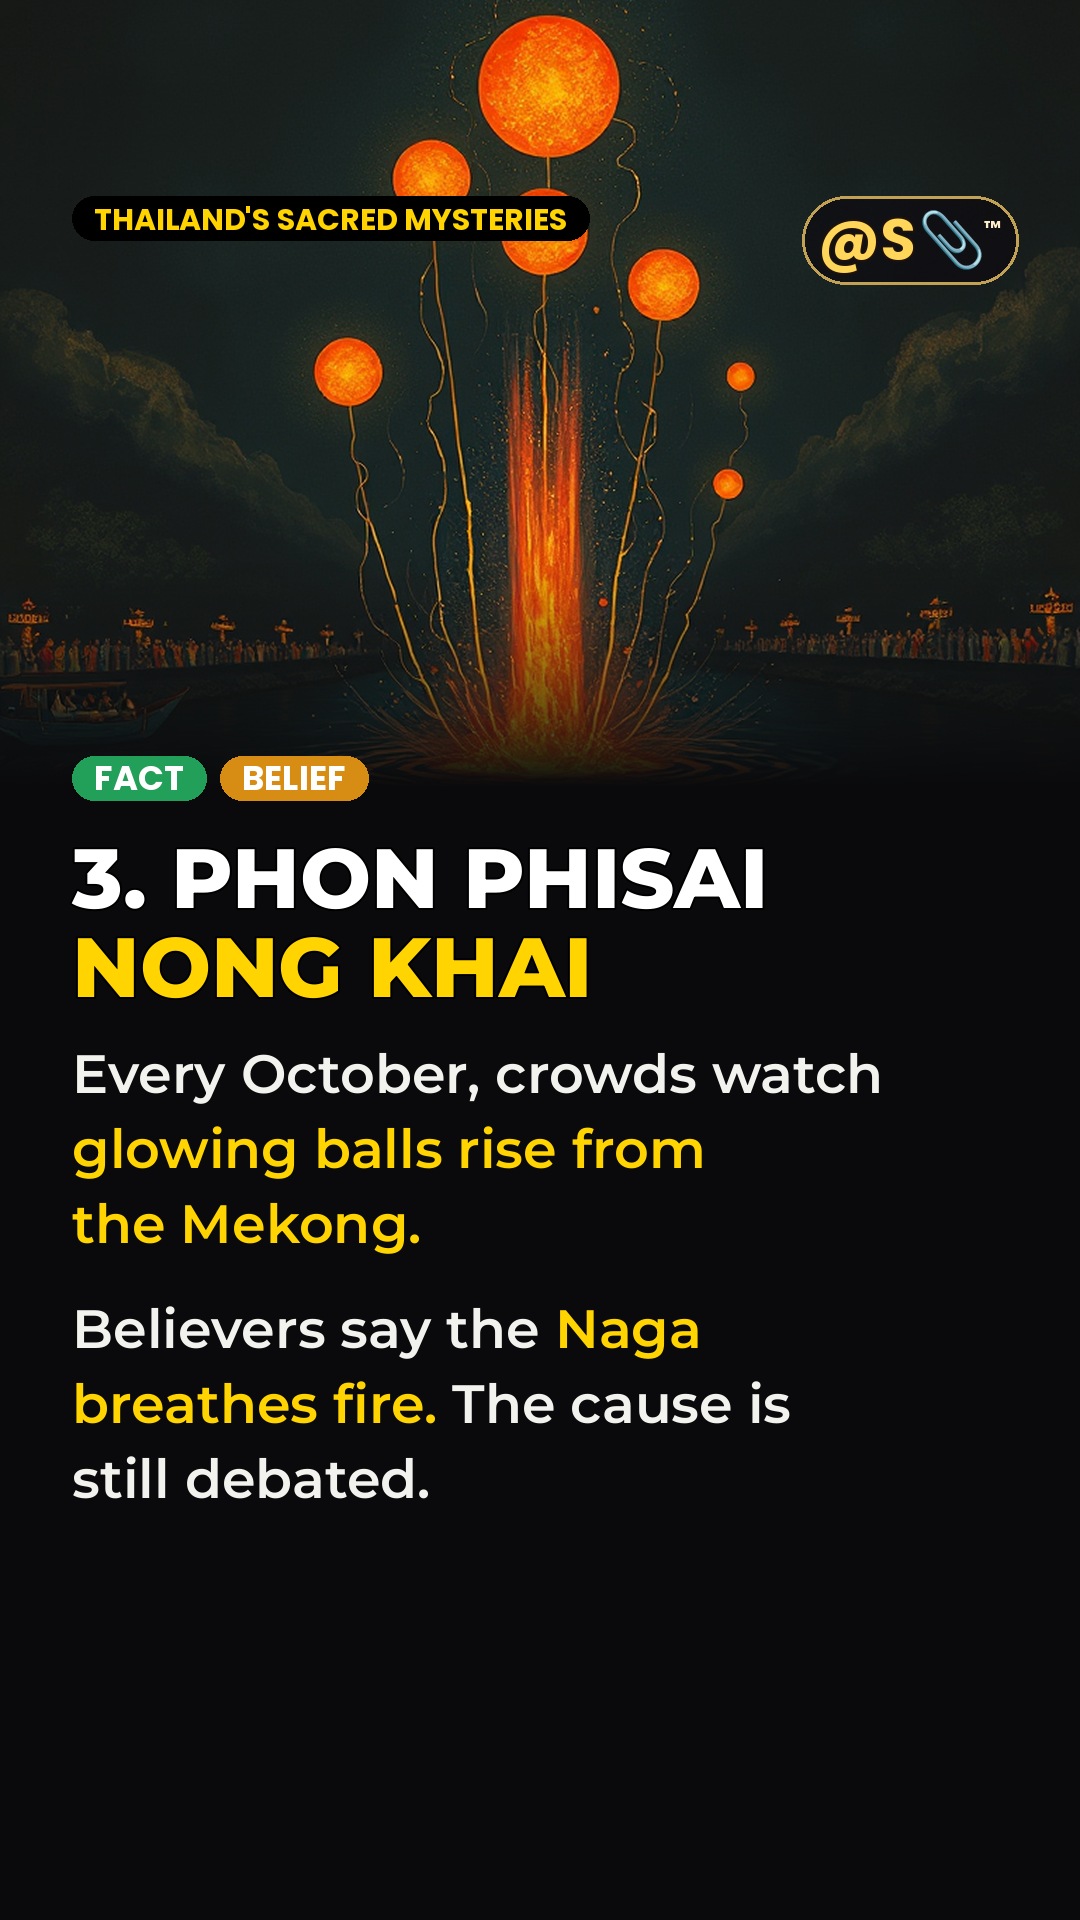 THAILAND'S SACRED MYSTERIES
@S📎™
FACT BELIEF
3. PHON PHISAI
NONG KHAI
Every October, crowds watch
glowing balls rise from
the Mekong.
Believers say the Naga
breathes fire. The cause is
still debated.